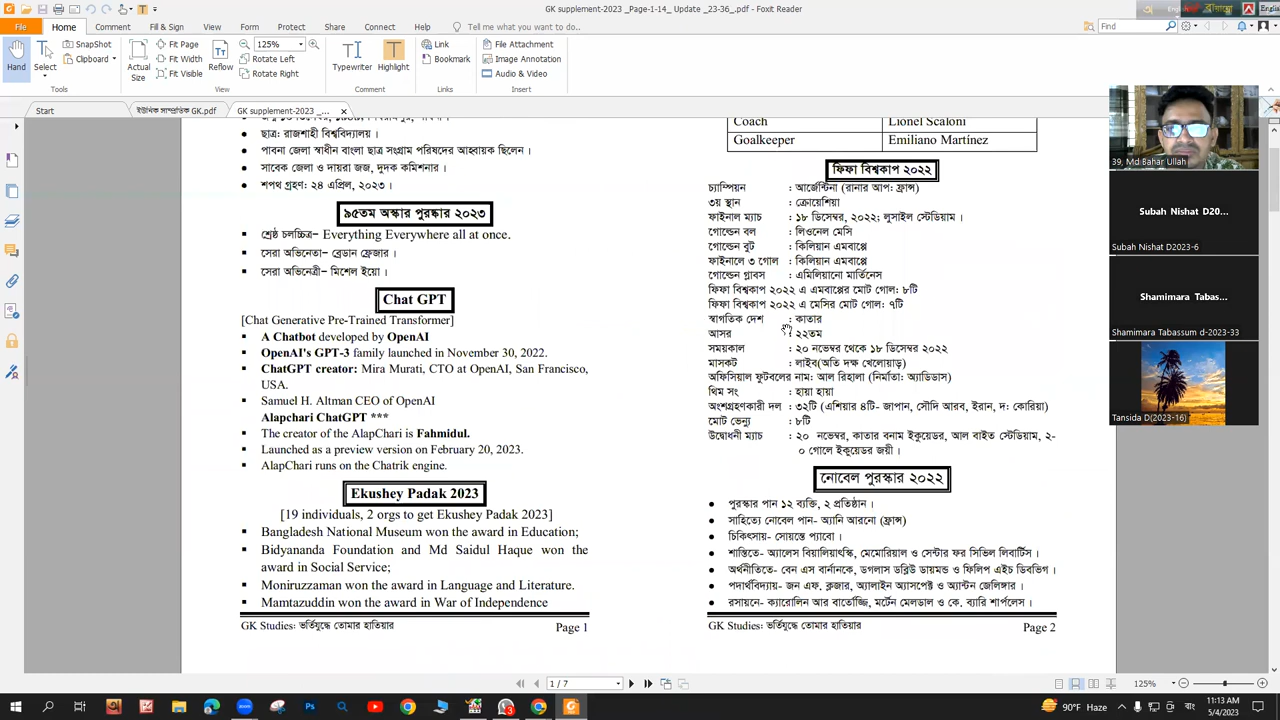 GK supplement-2023 _Page-1-14_ Update _23-36_.pdf - Foxit Reader
File Home Comment Fill & Sign View Form Protect Share Connect Help Tell me what you want to do... Find
Hand Select SnapShot Clipboard Actual Size Fit Page Fit Width Fit Visible Reflow 125% Rotate Left Rotate Right Typewriter Highlight Link Bookmark File Attachment Image Annotation Audio & Video
Tools View Comment Links Insert
Start ইউথিক সাম্প্রতিক GK.pdf GK supplement-2023 _...
ছাত্র: রাজশাহী বিশ্ববিদ্যালয়।
পাবনা জেলা স্বাধীন বাংলা ছাত্র সংগ্রাম পরিষদের আহ্বায়ক ছিলেন।
সাবেক জেলা ও দায়রা জজ, দুদক কমিশনার।
শপথ গ্রহণ: ২৪ এপ্রিল, ২০২৩।
৯৫তম অস্কার পুরষ্কার ২০২৩
শ্রেষ্ঠ চলচ্চিত্র– Everything Everywhere all at once.
সেরা অভিনেতা– ব্রেডান ফ্রেজার।
সেরা অভিনেত্রী– মিশেল ইয়ো।
Chat GPT
[Chat Generative Pre-Trained Transformer]
A Chatbot developed by OpenAI
OpenAI's GPT-3 family launched in November 30, 2022.
ChatGPT creator: Mira Murati, CTO at OpenAI, San Francisco,
USA.
Samuel H. Altman CEO of OpenAI
Alapchari ChatGPT ***
The creator of the AlapChari is Fahmidul.
Launched as a preview version on February 20, 2023.
AlapChari runs on the Chatrik engine.
Ekushey Padak 2023
[19 individuals, 2 orgs to get Ekushey Padak 2023]
Bangladesh National Museum won the award in Education;
Bidyananda Foundation and Md Saidul Haque won the
award in Social Service;
Moniruzzaman won the award in Language and Literature.
Mamtazuddin won the award in War of Independence
GK Studies: ভর্তিযুদ্ধে তোমার হাতিয়ার Page 1
Coach Lionel Scaloni
Goalkeeper Emiliano Martínez
ফিফা বিশ্বকাপ ২০২২
চ্যাম্পিয়ন : আর্জেন্টিনা (রানার আপ: ফ্রান্স)
৩য় স্থান : ক্রোয়েশিয়া
ফাইনাল ম্যাচ : ১৮ ডিসেম্বর, ২০২২; লুসাইল স্টেডিয়াম।
গোল্ডেন বল : লিওনেল মেসি
গোল্ডেন বুট : কিলিয়ান এমবাপ্পে
ফাইনালে ৩ গোল : কিলিয়ান এমবাপ্পে
গোল্ডেন গ্লাবস : এমিলিয়ানো মার্তিনেস
ফিফা বিশ্বকাপ ২০২২ এ এমবাপ্পের মোট গোল: ৮টি
ফিফা বিশ্বকাপ ২০২২ এ মেসির মোট গোল: ৭টি
স্বাগতিক দেশ : কাতার
আসর : ২২তম
সময়কাল : ২০ নভেম্বর থেকে ১৮ ডিসেম্বর ২০২২
মাসকট : লাইব(অতি দক্ষ খেলোয়াড়)
অফিসিয়াল ফুটবলের নাম: আল রিহালা (নির্মাতা: অ্যাডিডাস)
থিম সং : হায়া হায়া
অংশগ্রহণকারী দল : ৩২টি (এশিয়ার ৪টি- জাপান, সৌদি আরব, ইরান, দ: কোরিয়া)
মোট ভেন্যু : ৮টি
উদ্বোধনী ম্যাচ : ২০ নভেম্বর, কাতার বনাম ইকুয়েডর, আল বাইত স্টেডিয়াম, ২-
০ গোলে ইকুয়েডর জয়ী।
নোবেল পুরস্কার ২০২২
পুরস্কার পান ১২ ব্যক্তি, ২ প্রতিষ্ঠান।
সাহিত্যে নোবেল পান- অ্যানি আরনো (ফ্রান্স)
চিকিৎসায়- সোয়ন্তে প্যাবো।
শান্তিতে- অ্যালেস বিয়ালিয়াৎস্কি, মেমোরিয়াল ও সেন্টার ফর সিভিল লিবার্টিস।
অর্থনীতিতে- বেন এস বার্নানকে, ডগলাস ডব্লিউ ডায়মন্ড ও ফিলিপ এইচ ডিবভিগ।
পদার্থবিদ্যায়- জন এফ. ক্লজার, অ্যালাইন অ্যাসপেক্ট ও অ্যান্টন জেলিঙ্গার।
রসায়নে- ক্যারোলিন আর বার্তোজ্জি, মর্টেন মেলডাল ও কে. ব্যারি শার্পলেস।
GK Studies: ভর্তিযুদ্ধে তোমার হাতিয়ার Page 2
39, Md Bahar Ullah
Subah Nishat D20...
Subah Nishat D2023-6
Shamimara Tabas...
Shamimara Tabassum d-2023-33
Tansida D(2023-16)
1 / 7 125%
90°F Haze বাং 11:13 AM
5/4/2023